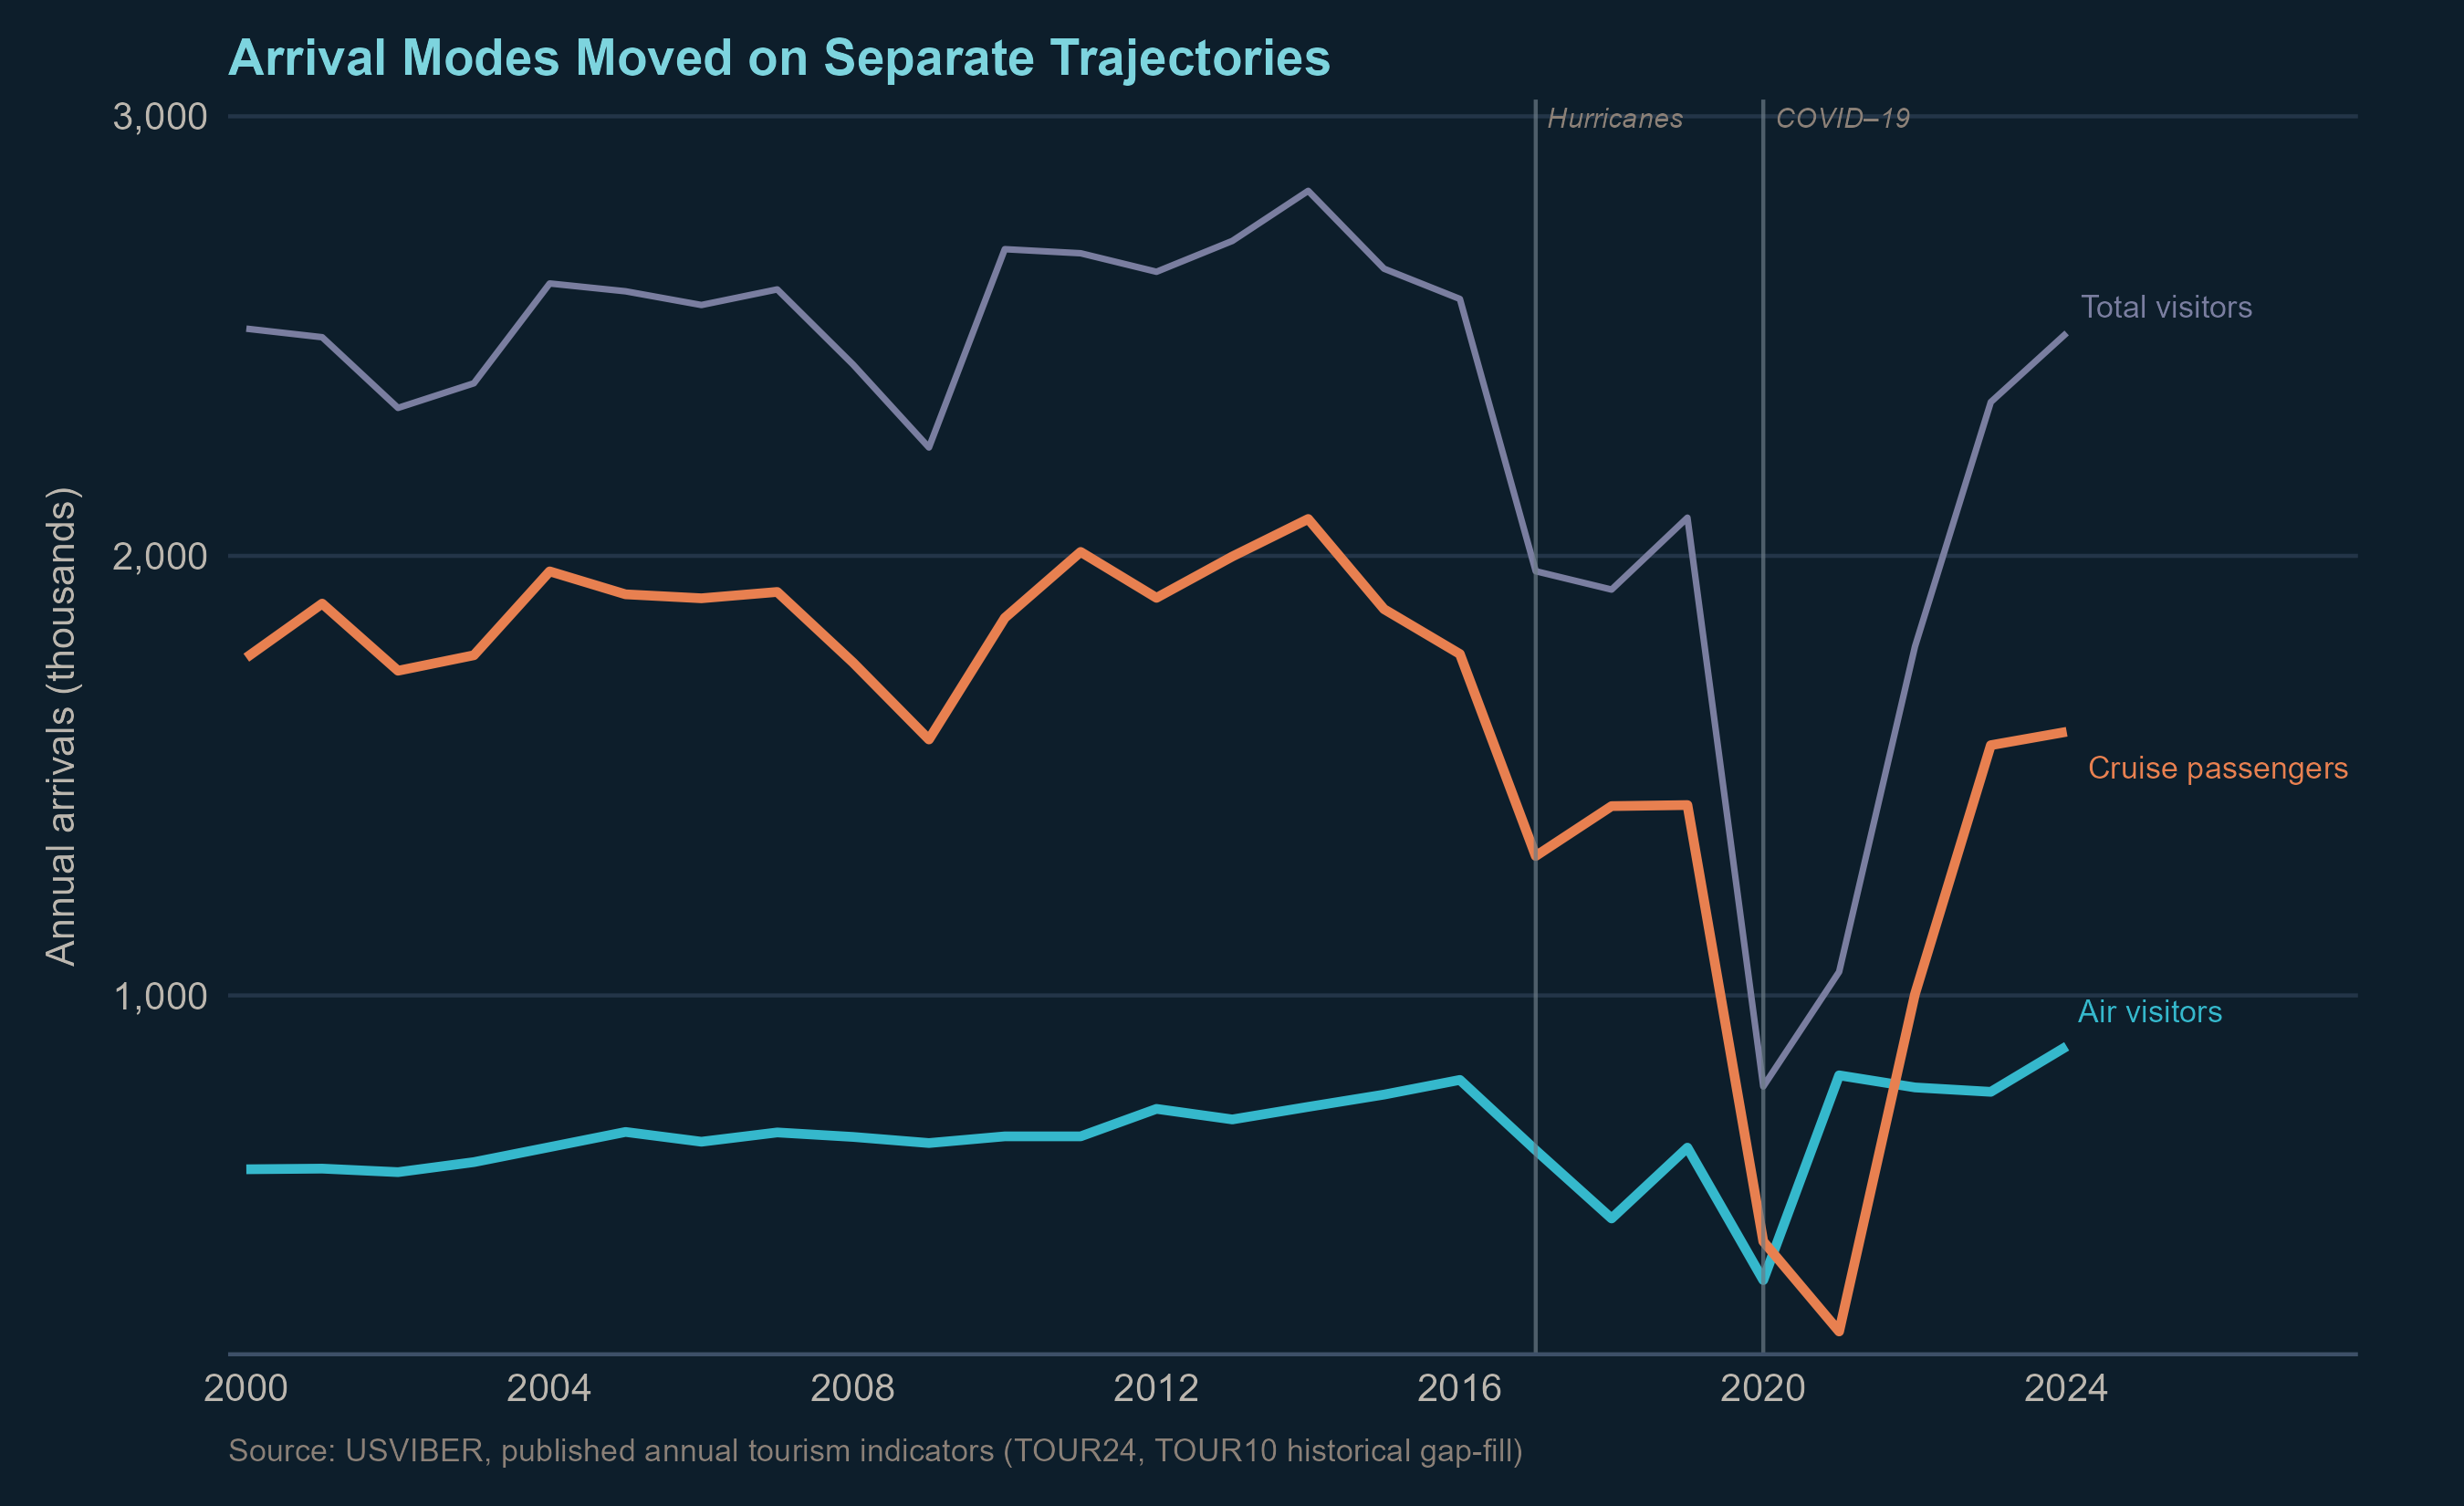 Arrival Modes Moved on Separate Trajectories
3,000
Hurricanes
COVID–19
Total visitors
2,000
Annual arrivals (thousands)
Cruise passengers
1,000
Air visitors
2000
2004
2008
2012
2016
2020
2024
Source: USVIBER, published annual tourism indicators (TOUR24, TOUR10 historical gap-fill)